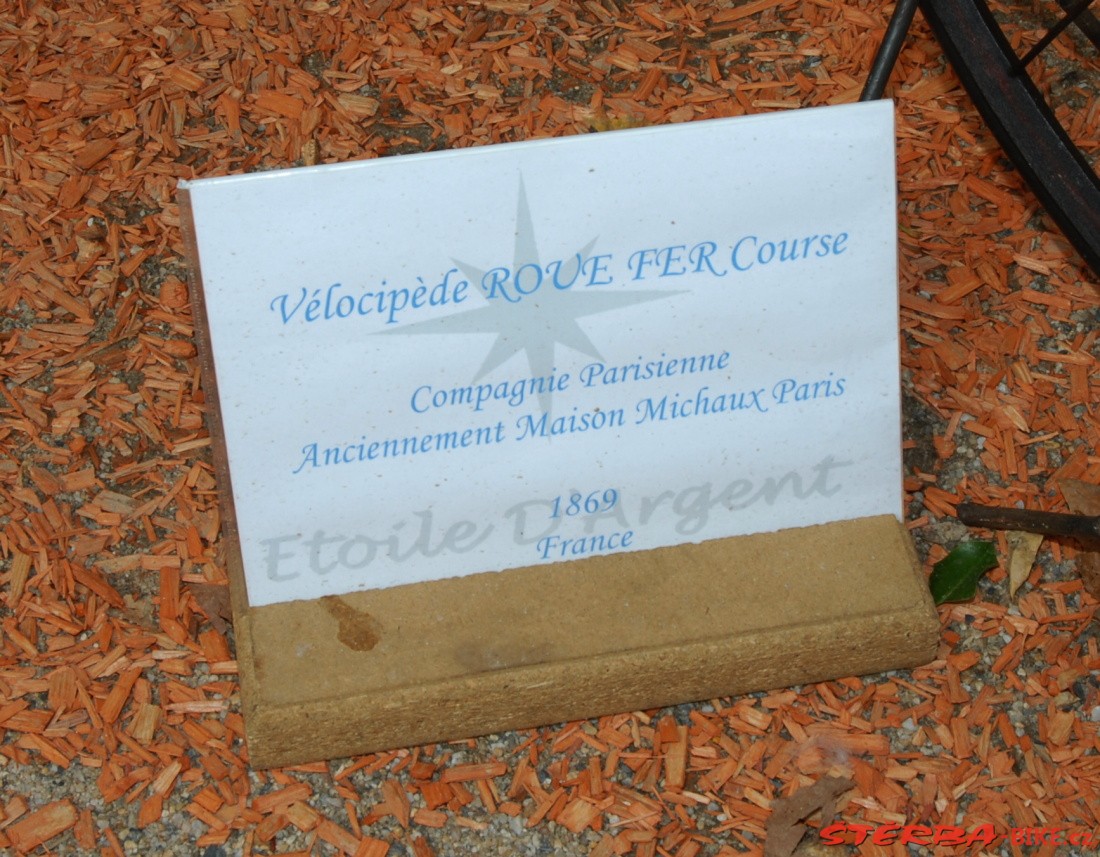 Vélocipède ROUE FER Course
Compagnie Parisienne
Anciennement Maison Michaux Paris
1869
Etoile D'Argent
France
STERBA-BIKE.cz